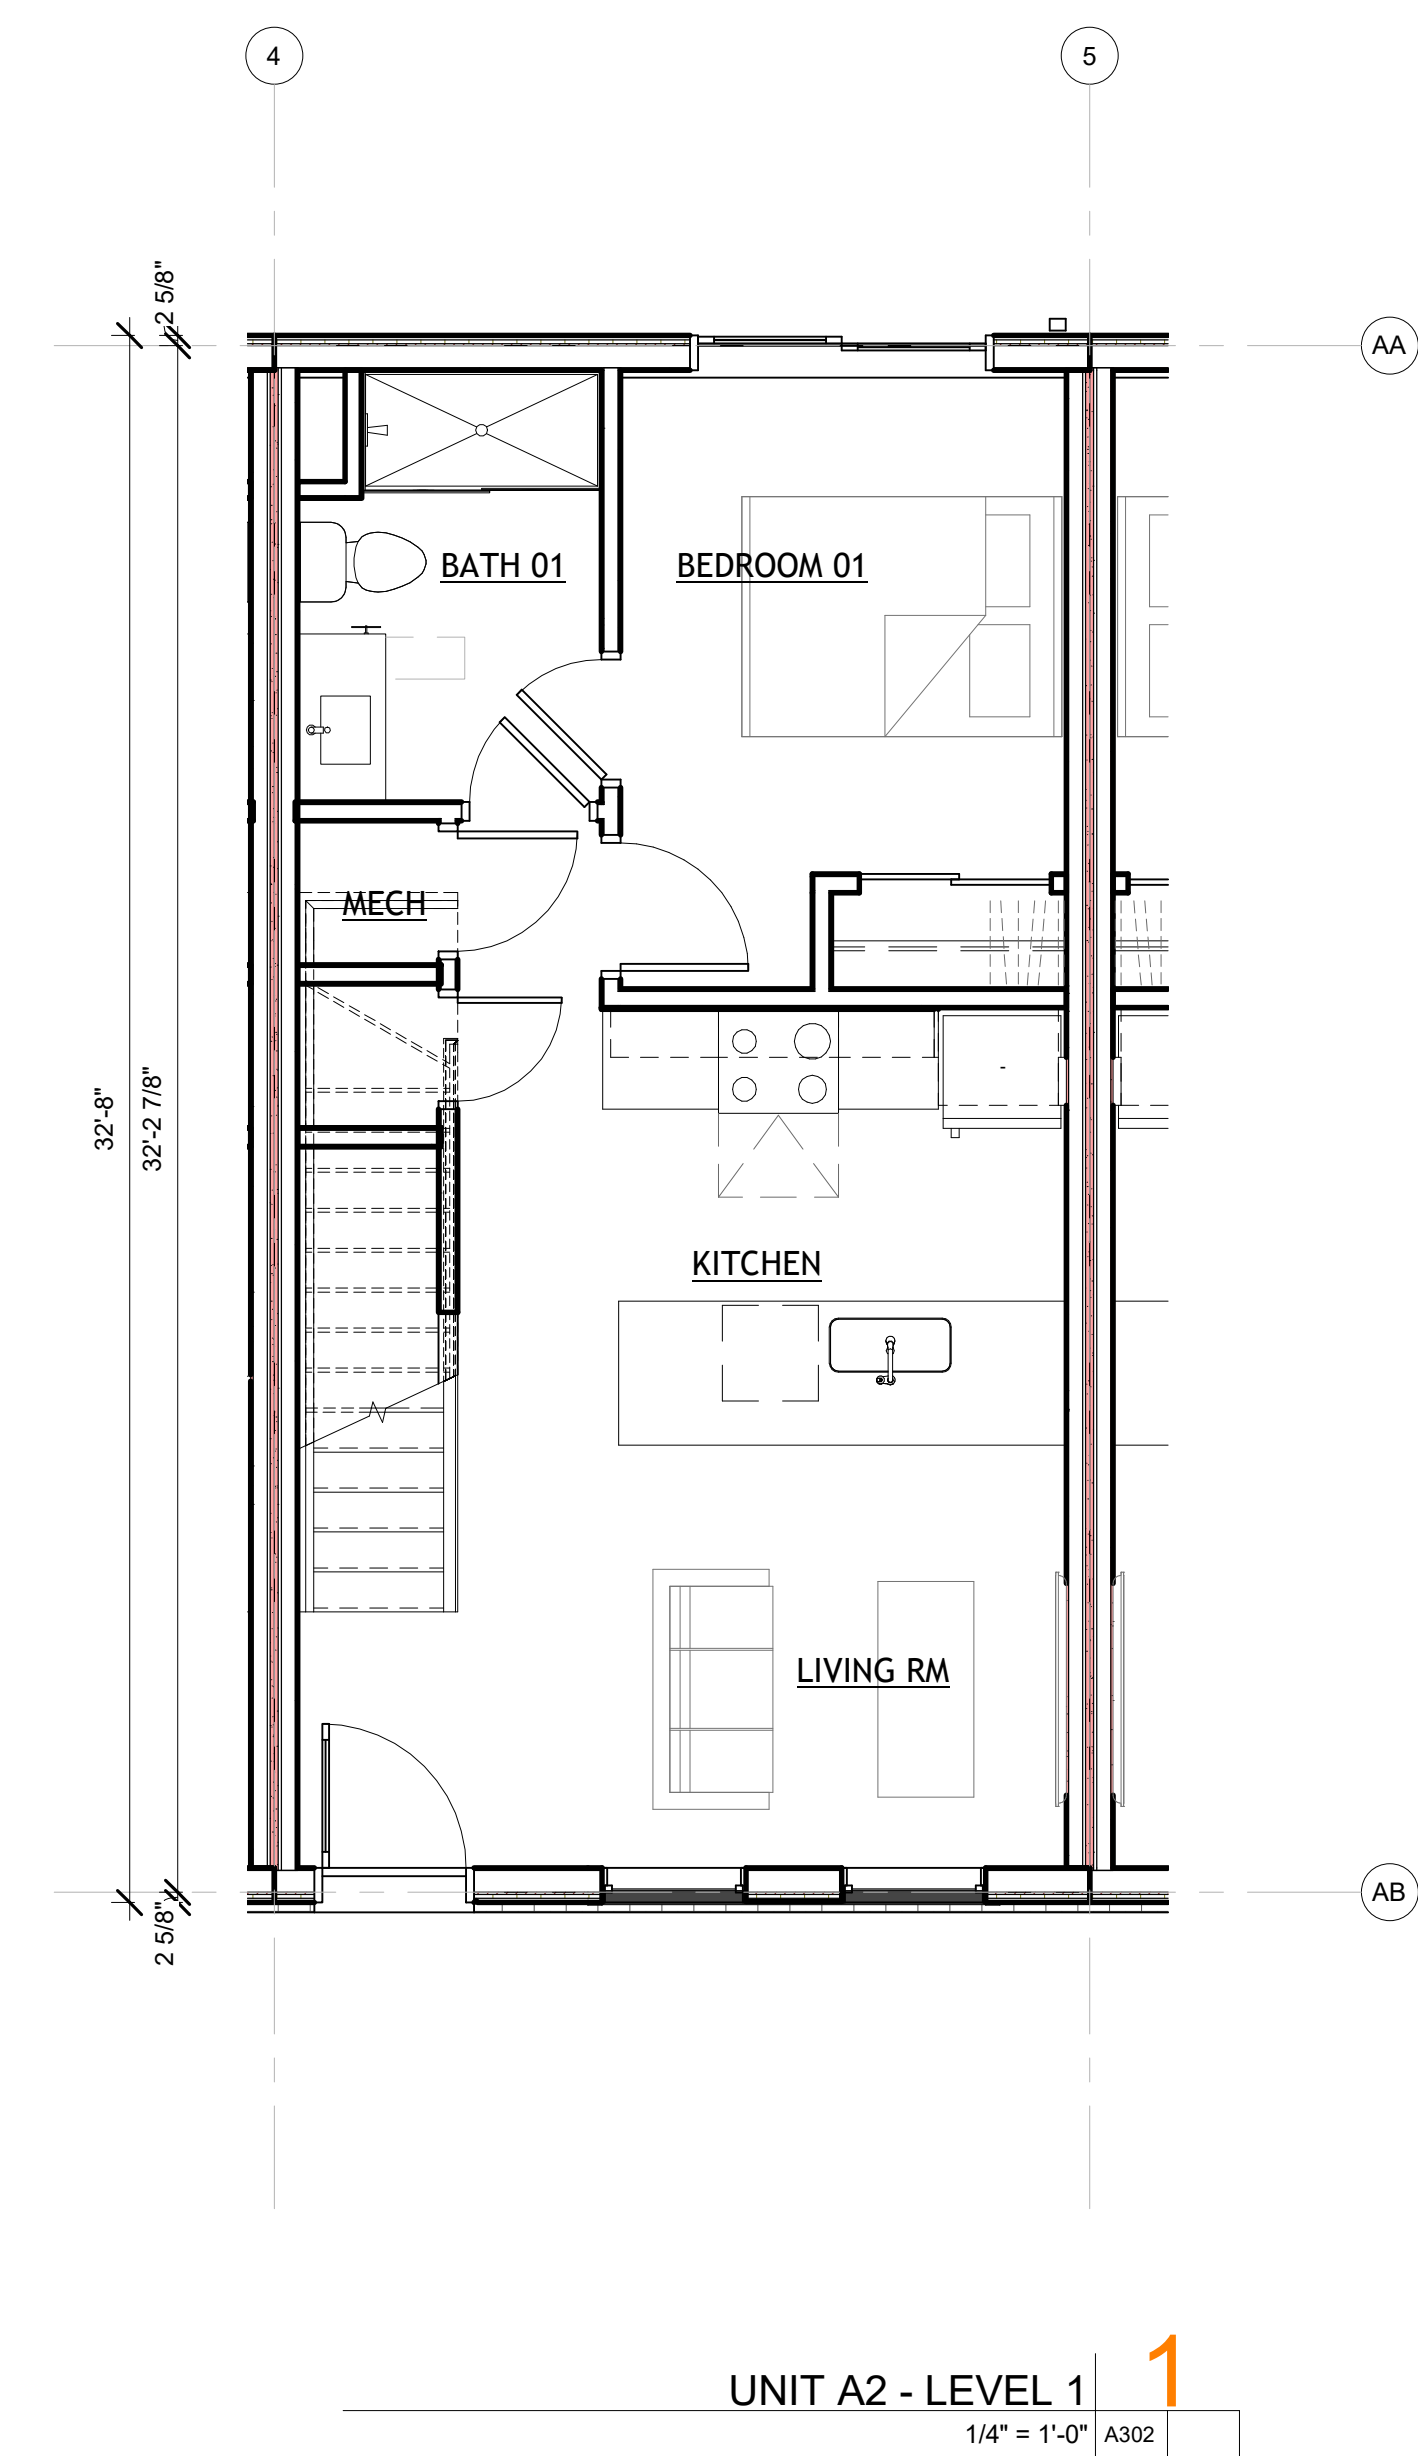 4
5
2 5/8"
AA
BATH 01
BEDROOM 01
MECH
32'-8"
32'-2 7/8"
KITCHEN
LIVING RM
AB
2 5/8"
UNIT A2 - LEVEL 1
1
1/4" = 1'-0"
A302